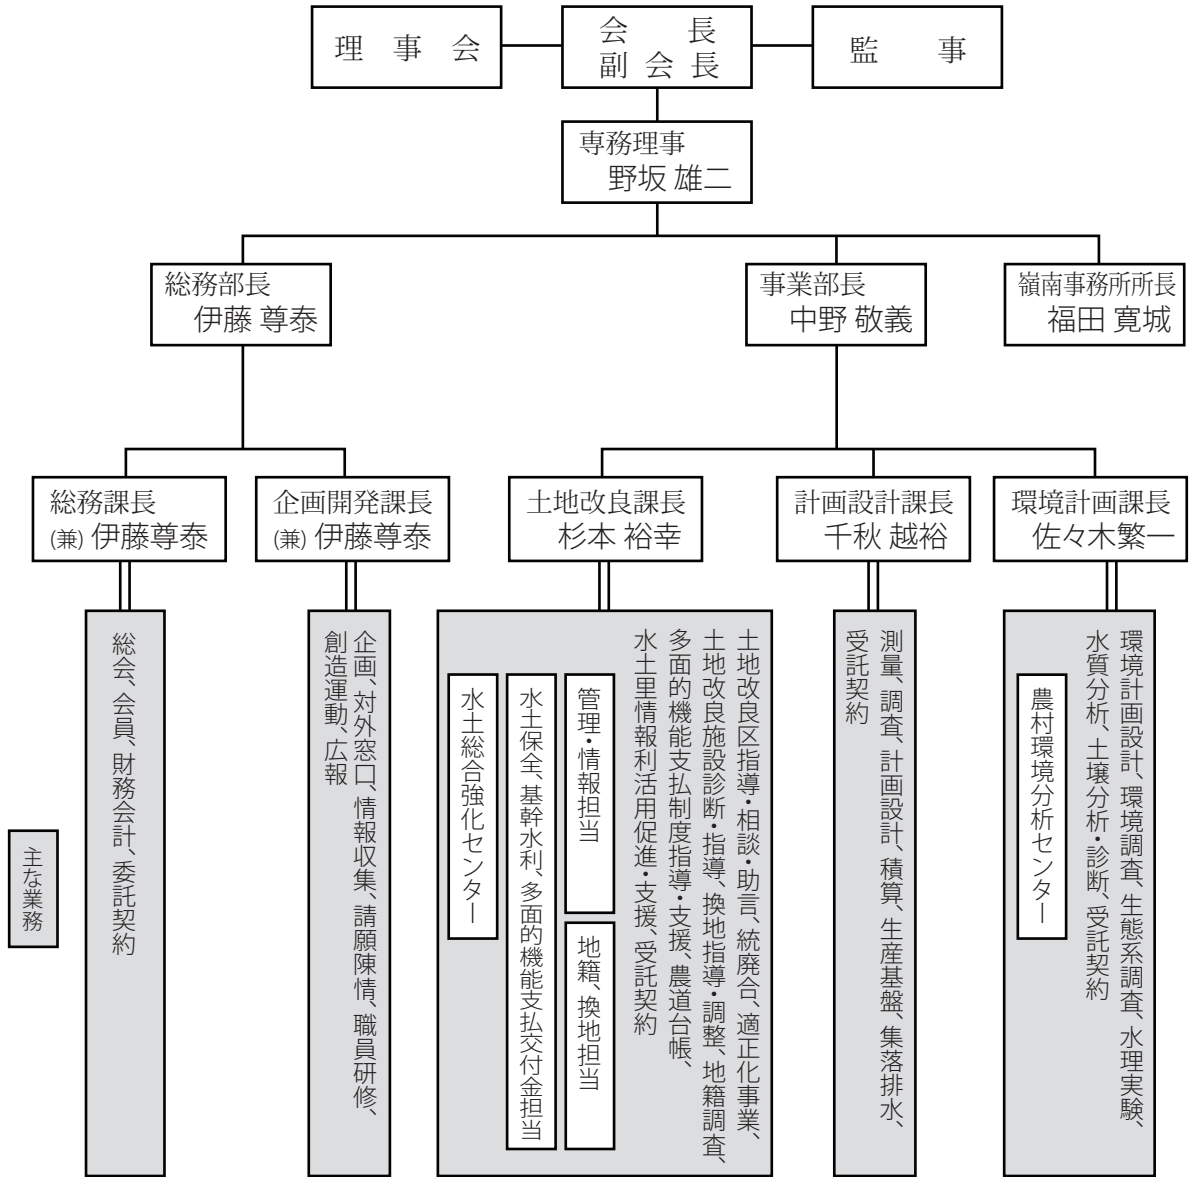 理事会
会長
副会長
監事
専務理事
野坂 雄二
総務部長
伊藤 尊泰
事業部長
中野 敬義
嶺南事務所所長
福田 寛城
総務課長
(兼) 伊藤尊泰
企画開発課長
(兼) 伊藤尊泰
土地改良課長
杉本 裕幸
計画設計課長
千秋 越裕
環境計画課長
佐々木繁一
主な業務
総会、会員、財務会計、委託契約
企画、対外窓口、情報収集、請願陳情、職員研修、
創造運動、広報
土地改良区指導・相談・助言、統廃合、適正化事業、
土地改良施設診断・指導、換地指導・調整、地籍調査、
多面的機能支払制度指導・支援、農道台帳、
水土里情報利活用促進・支援、受託契約
管理・情報担当
地籍、換地担当
水土保全、基幹水利、多面的機能支払交付金担当
水土総合強化センター
測量、調査、計画設計、積算、生産基盤、集落排水、
受託契約
環境計画設計、環境調査、生態系調査、水理実験、
水質分析、土壌分析・診断、受託契約
農村環境分析センター